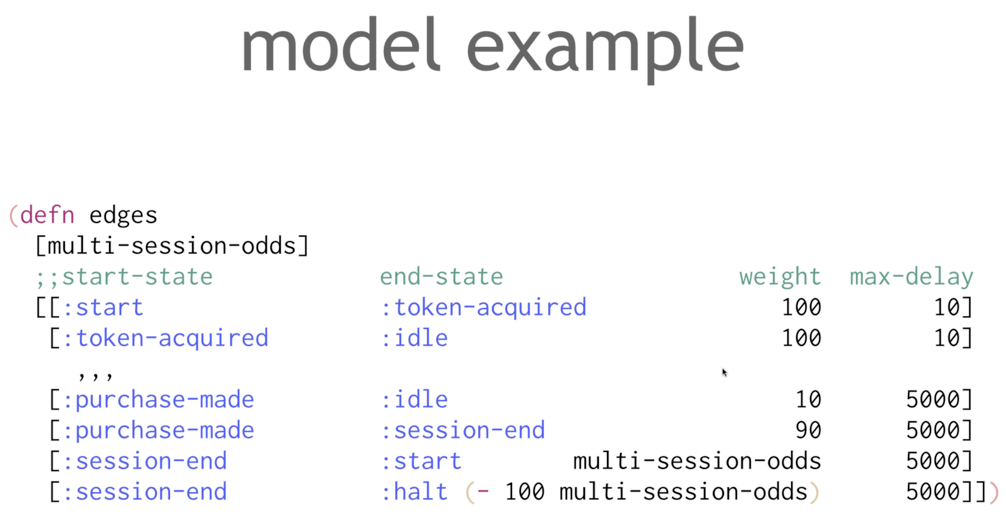 model example
(defn edges
[multi-session-odds]
;;start-state end-state weight max-delay
[[:start :token-acquired 100 10]
[:token-acquired :idle 100 10]
,,,
[:purchase-made :idle 10 5000]
[:purchase-made :session-end 90 5000]
[:session-end :start multi-session-odds 5000]
[:session-end :halt (- 100 multi-session-odds) 5000]])